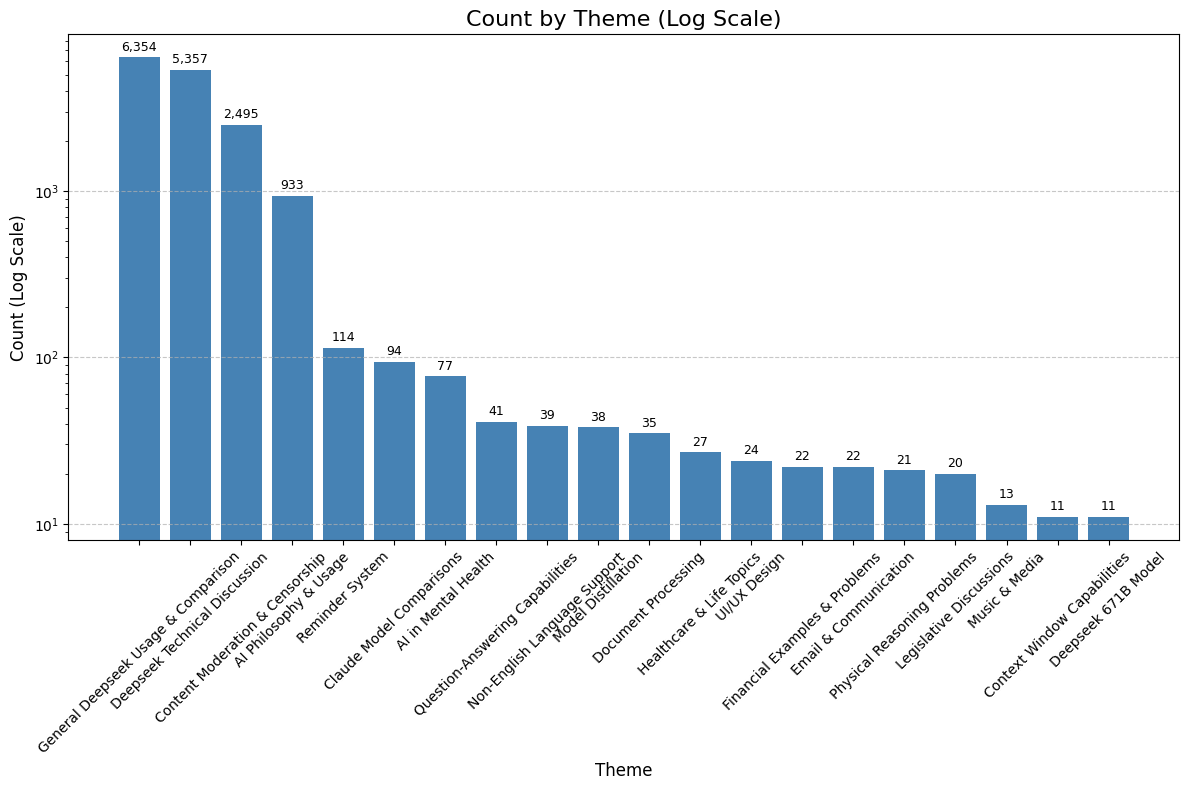 Count by Theme (Log Scale)
Count (Log Scale)
10³
10²
10¹
6,354
5,357
2,495
933
114
94
77
41
39
38
35
27
24
22
22
21
20
13
11
11
General Deepseek Usage & Comparison
Deepseek Technical Discussion
Content Moderation & Censorship
AI Philosophy & Usage
Reminder System
Claude Model Comparisons
AI in Mental Health
Question-Answering Capabilities
Non-English Language Support
Model Distillation
Document Processing
Healthcare & Life Topics
UI/UX Design
Financial Examples & Problems
Email & Communication
Physical Reasoning Problems
Legislative Discussions
Music & Media
Context Window Capabilities
Deepseek 671B Model
Theme